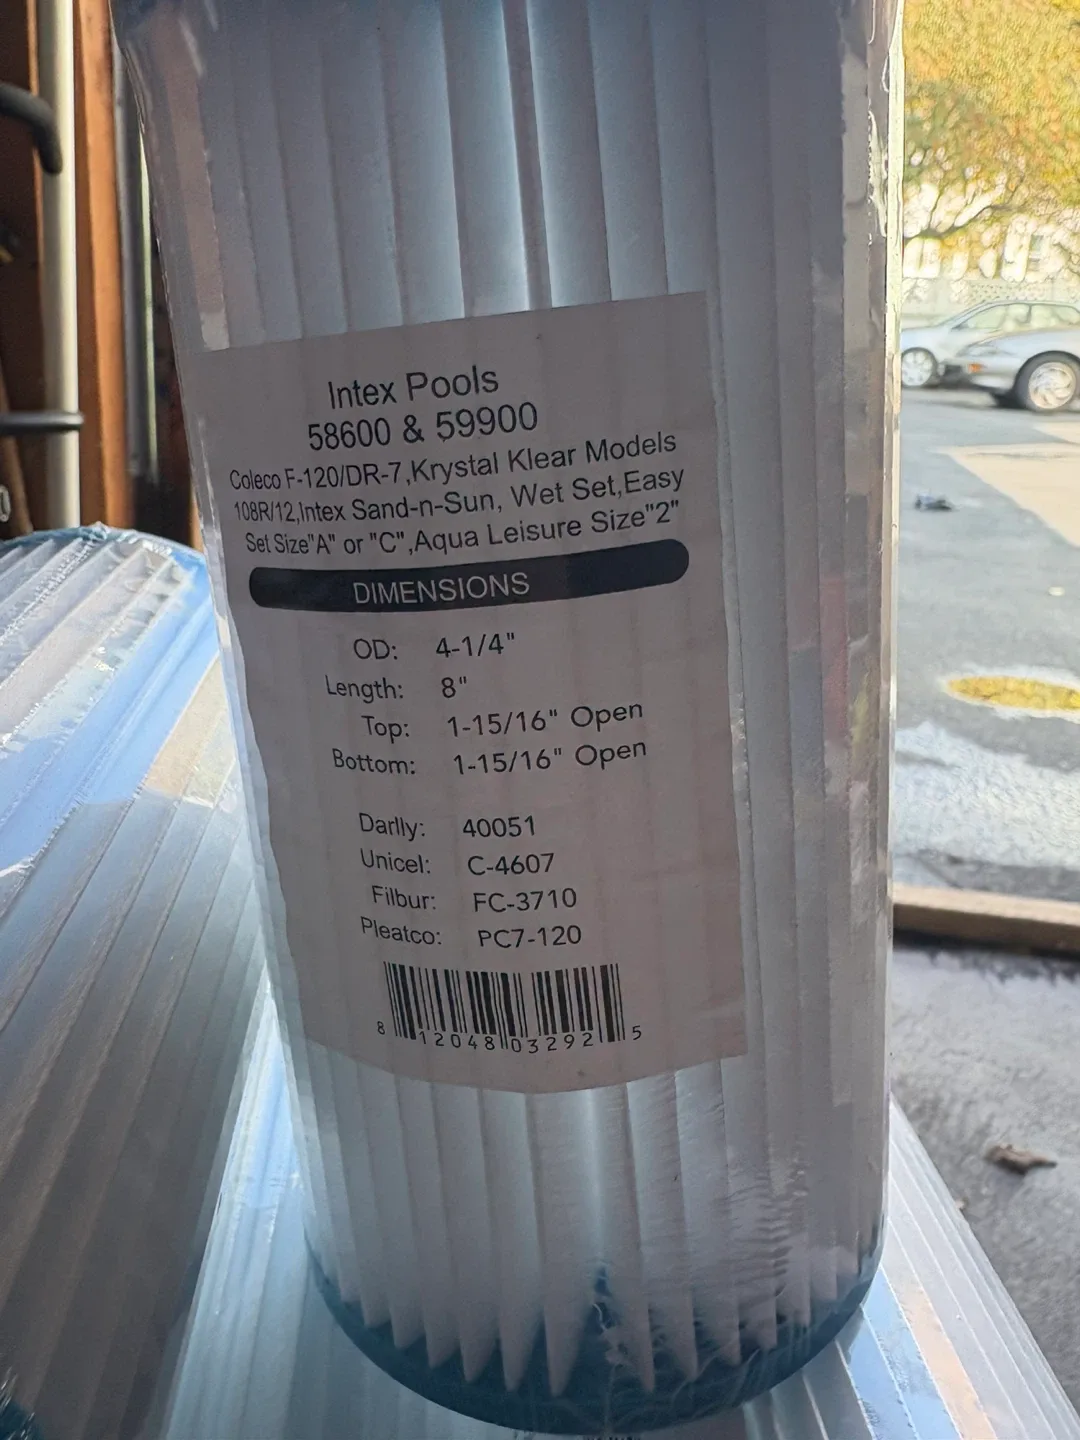 Intex Pools
58600 & 59900
Coleco F-120/DR-7,Krystal Klear Models
108R/12,Intex Sand-n-Sun, Wet Set,Easy
Set Size"A" or "C",Aqua Leisure Size"2"
DIMENSIONS
OD: 4-1/4"
Length: 8"
Top: 1-15/16" Open
Bottom: 1-15/16" Open
Darlly: 40051
Unicel: C-4607
Filbur: FC-3710
Pleatco: PC7-120
8 12048 03292 5